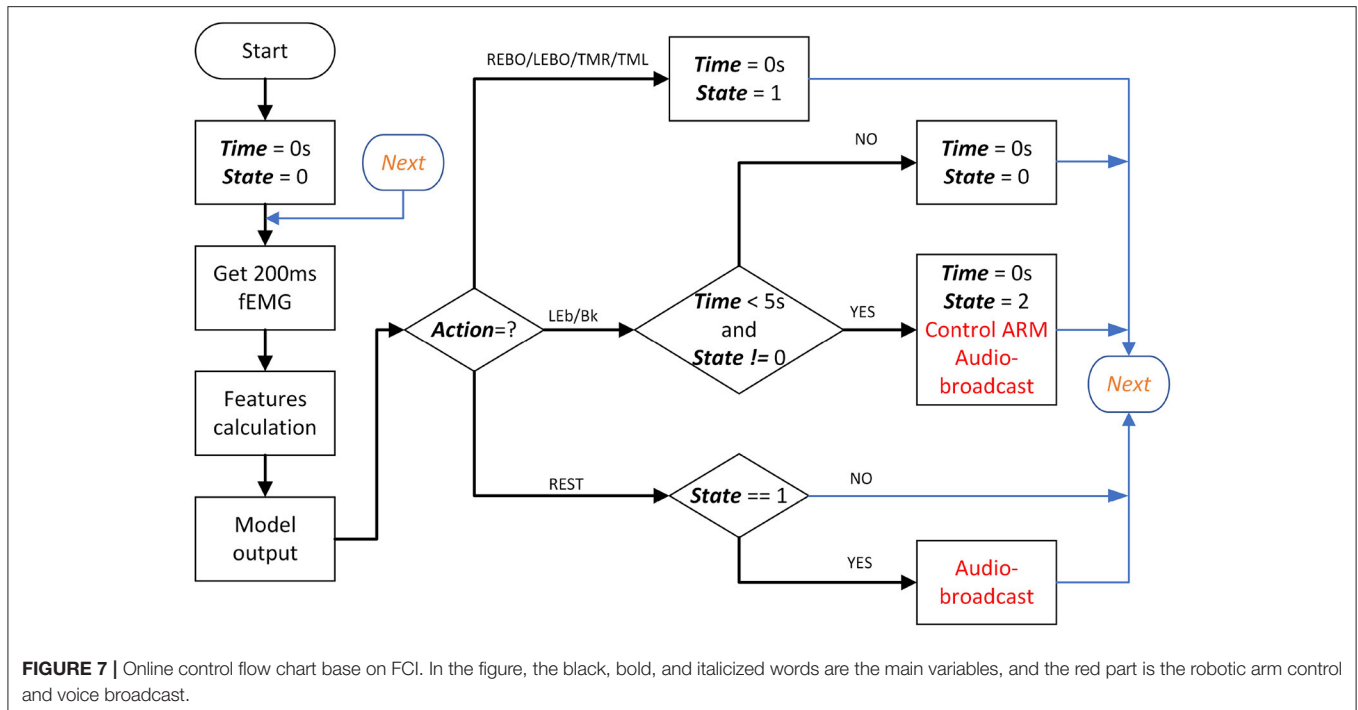 Start
Time = 0s
State = 0
Next
Get 200ms
fEMG
Features
calculation
Model
output
Action=?
REBO/LEBO/TMR/TML
Time = 0s
State = 1
LEb/Bk
Time < 5s
and
State != 0
NO
Time = 0s
State = 0
YES
Time = 0s
State = 2
Control ARM
Audio-
broadcast
REST
State == 1
NO
YES
Audio-
broadcast
Next
FIGURE 7 | Online control flow chart base on FCI. In the figure, the black, bold, and italicized words are the main variables, and the red part is the robotic arm control
and voice broadcast.